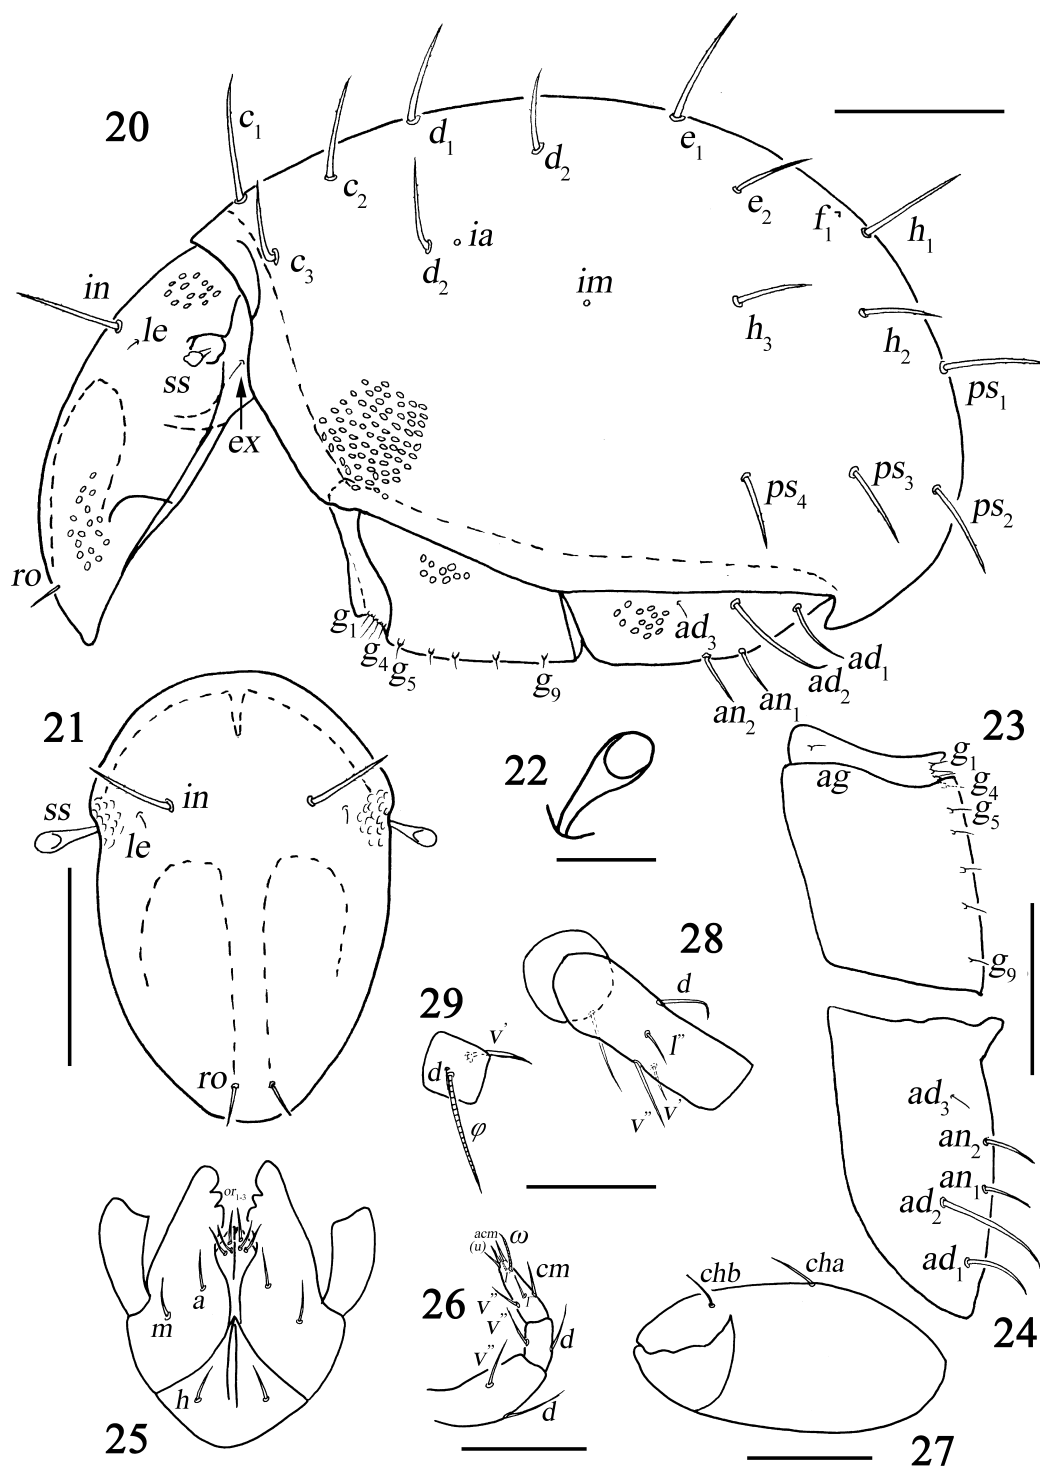 20
c1
c2
d1
d2
e1
e2
f1
h1
c3
d2
ia
im
h3
h2
ps1
in
le
ss
ex
ro
ps4
ps3
ps2
g1
g4
g5
g9
ad3
ad1
ad2
an1
an2
21
ss
in
le
ro
22
23
g1
ag
g4
g5
g9
28
d
l"
v'
v"
29
v'
d
φ
24
ad3
an2
an1
ad2
ad1
25
or1-3
a
m
h
26
acm
(u)
ω
cm
v"
v"
v"
d
d
27
chb
cha